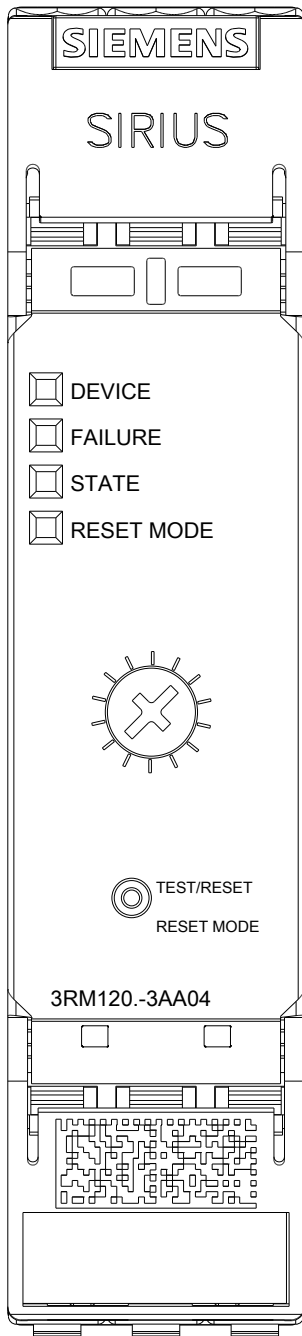 SIEMENS
SIRIUS
DEVICE
FAILURE
STATE
RESET MODE
TEST/RESET
RESET MODE
3RM120.-3AA04